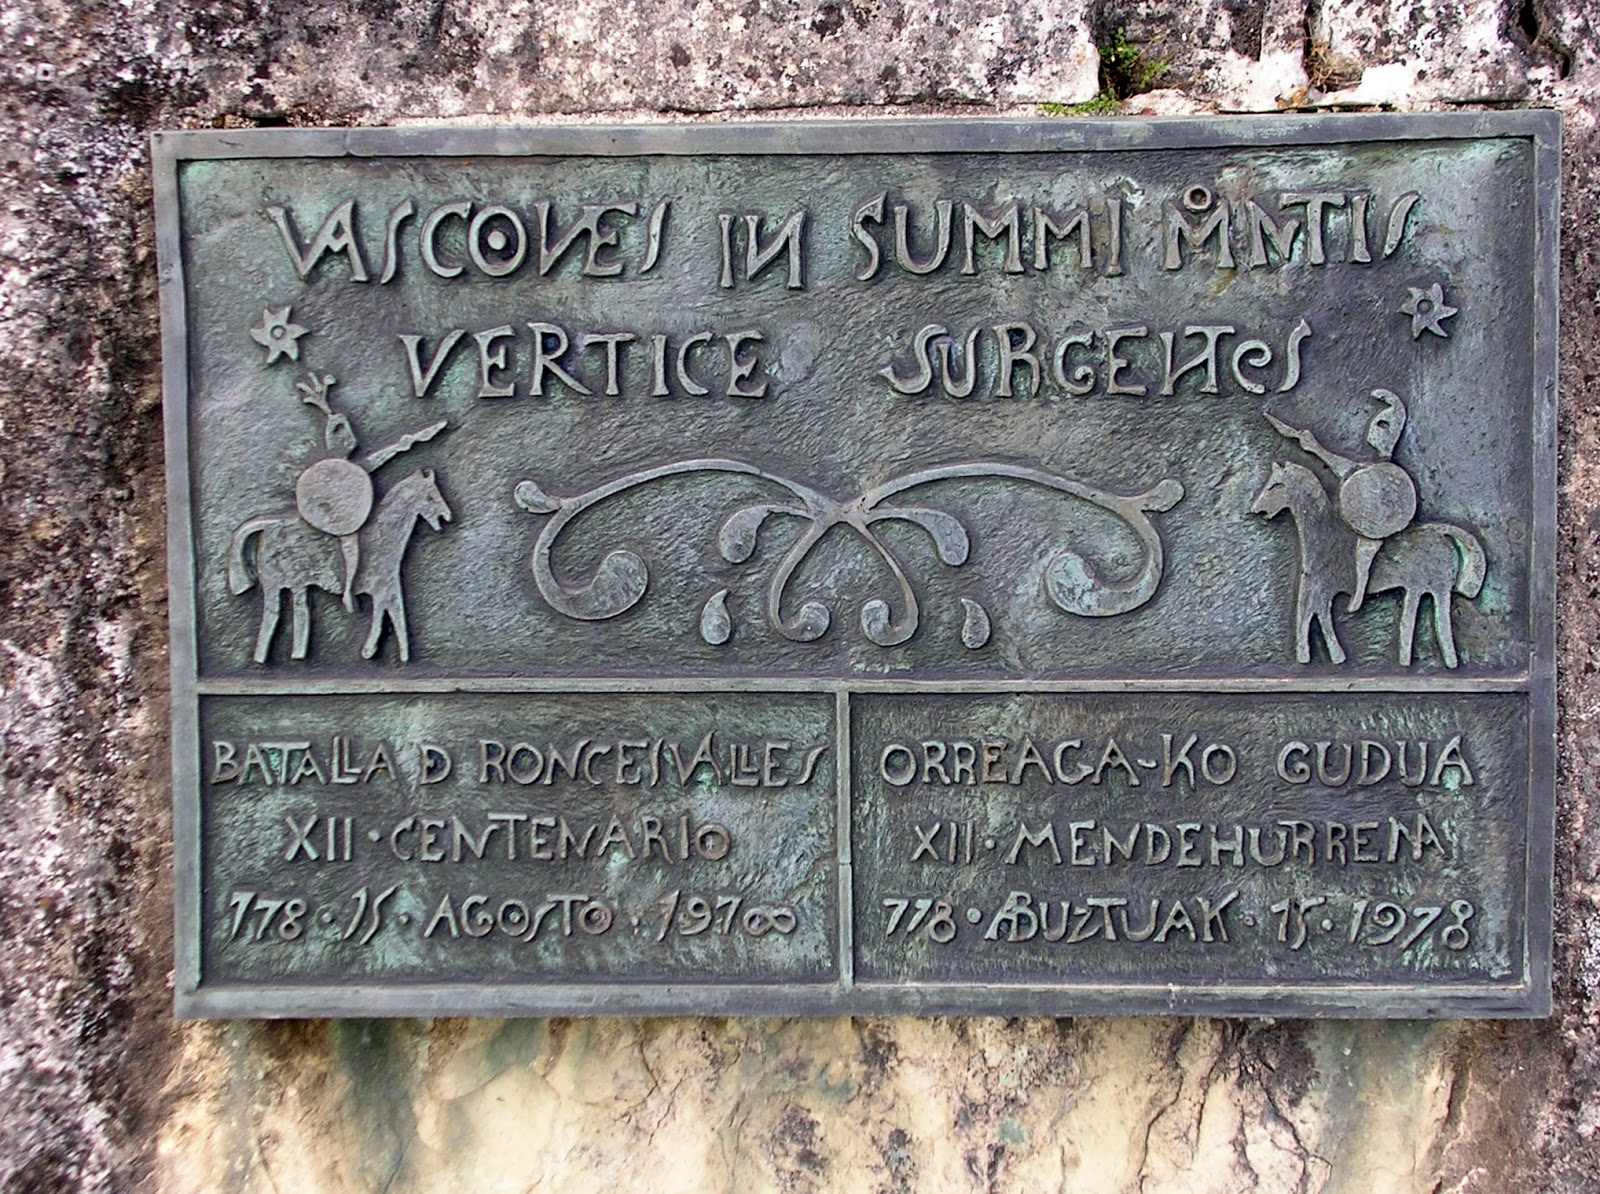 VASCONES IN SUMMI MONTIS
VERTICE SURGENTES
BATALLA D RONCESVALLES
XII · CENTENARIO
778 · 15 · AGOSTO · 1978
ORREAGA-KO GUDUA
XII · MENDEHURRENA
778 · ABUZTUAK · 15 · 1978